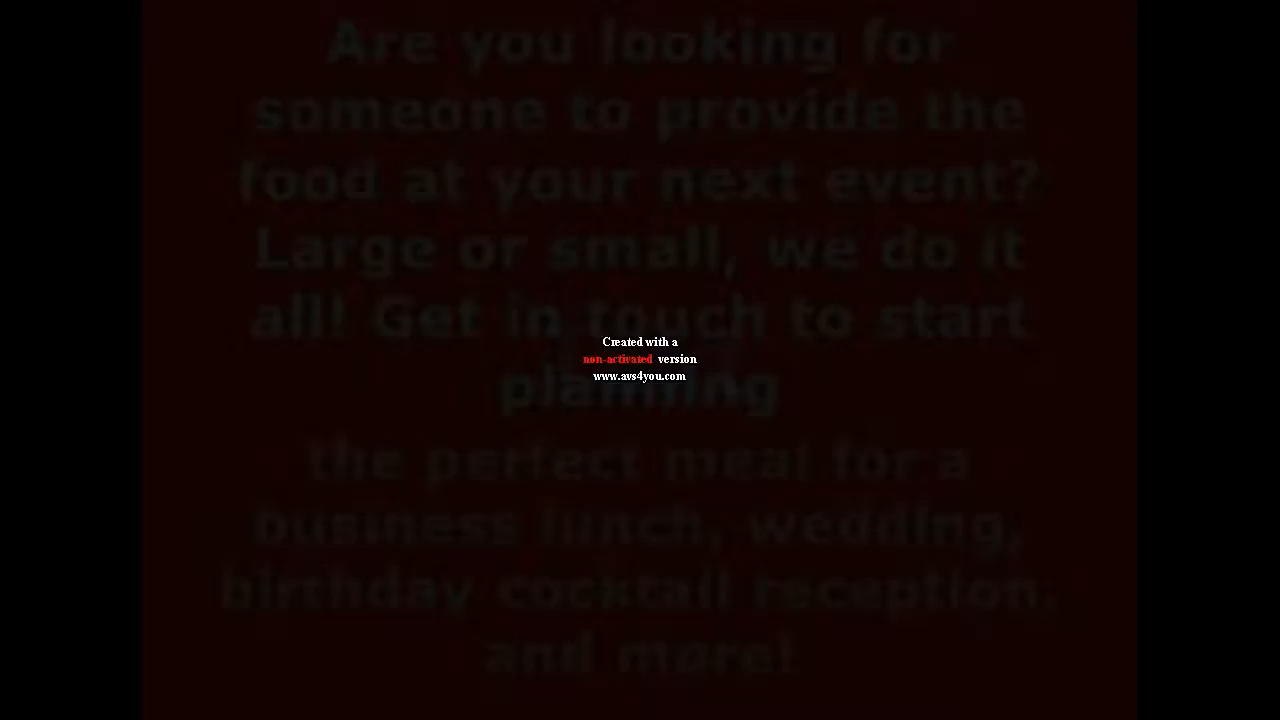 Are you looking for
someone to provide the
food at your next event?
Large or small, we do it
all! Get in touch to start
planning
the perfect meal for a
business lunch, wedding,
birthday cocktail reception,
and more!
Created with a
non-activated version
www.avs4you.com